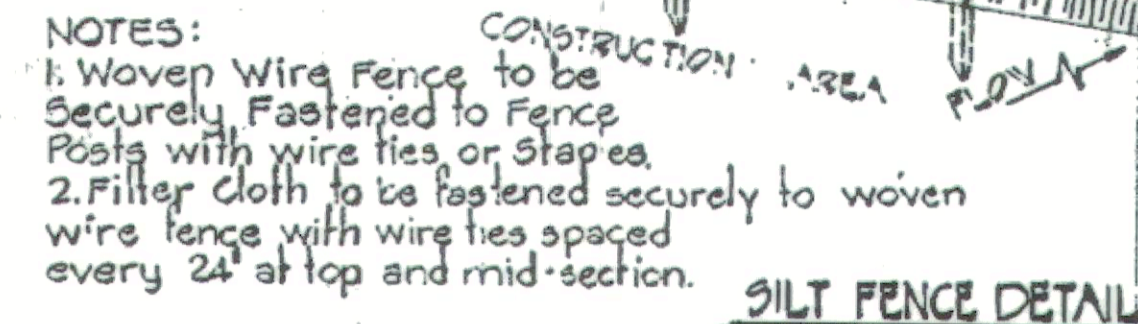 NOTES:
1. Woven Wire Fence to be
Securely Fastened to Fence
Posts with wire ties or Staples.
2. Filter Cloth to be fastened securely to woven
wire fence with wire ties spaced
every 24" at top and mid-section.
CONSTRUCTION AREA
FLOW
SILT FENCE DETAIL